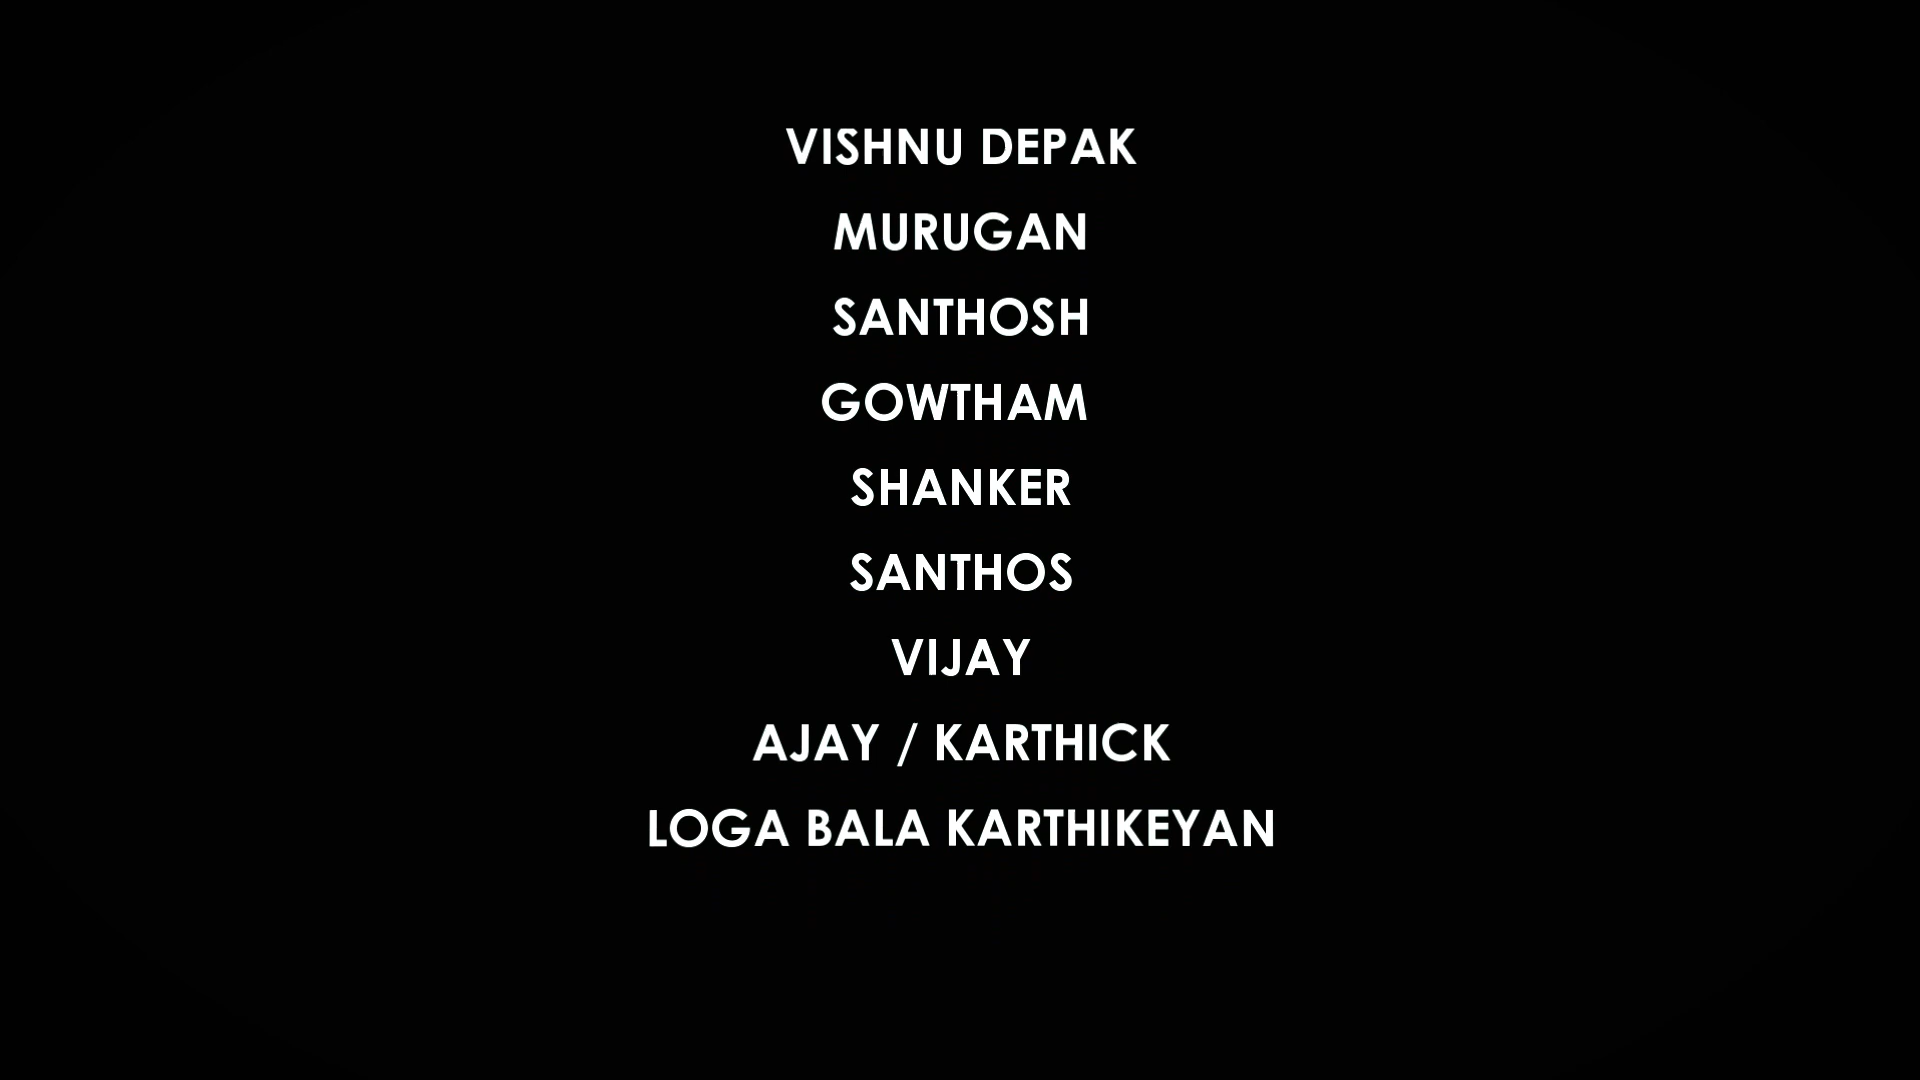 VISHNU DEPAK
MURUGAN
SANTHOSH
GOWTHAM
SHANKER
SANTHOS
VIJAY
AJAY / KARTHICK
LOGA BALA KARTHIKEYAN